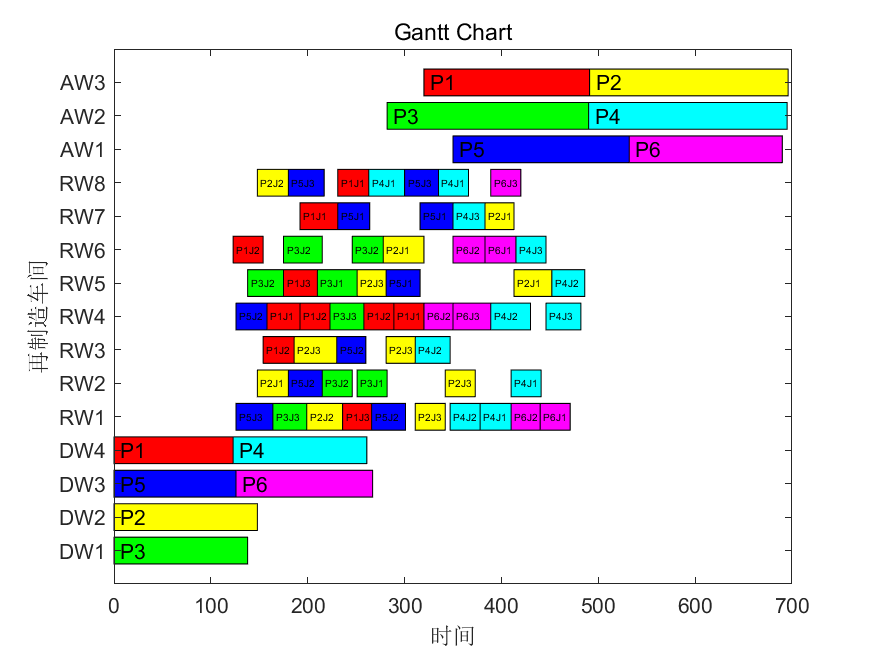 Gantt Chart
AW3 P1 P2
AW2 P3 P4
AW1 P5 P6
RW8 P2J2 P5J3 P1J1 P4J1 P5J3 P4J1 P6J3
RW7 P1J1 P5J1 P5J1 P4J3 P2J1
RW6 P1J2 P3J2 P3J2 P2J1 P6J2 P6J1 P4J3
RW5 P3J2 P1J3 P3J1 P2J3 P5J1 P2J1 P4J2
RW4 P5J2 P1J1 P1J2 P3J3 P1J2 P1J1 P6J2 P6J3 P4J2 P4J3
RW3 P1J2 P2J3 P5J2 P2J3 P4J2
RW2 P2J1 P5J2 P3J2 P3J1 P2J3 P4J1
RW1 P5J3 P3J3 P2J2 P1J3 P5J2 P2J3 P4J2 P4J1 P6J2 P6J1
DW4 P1 P4
DW3 P5 P6
DW2 P2
DW1 P3
0 100 200 300 400 500 600 700
时间
再制造车间